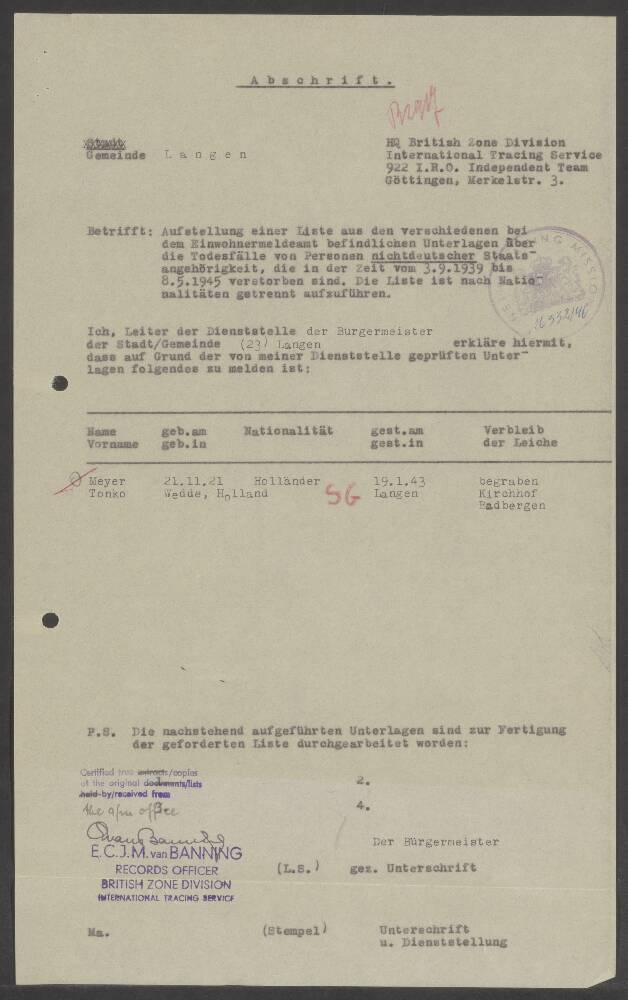 Abschrift.
Stadt
Gemeinde Langen
HQ British Zone Division
International Tracing Service
922 I.R.O. Independent Team
Göttingen, Merkelstr. 3.
Betrifft: Aufstellung einer Liste aus den verschiedenen bei
dem Einwohnermeldeamt befindlichen Unterlagen über
die Todesfälle von Personen nichtdeutscher Staats-
angehörigkeit, die in der Zeit vom 3.9.1939 bis
8.5.1945 verstorben sind. Die Liste ist nach Natio-
nalitäten getrennt aufzuführen.
16332/46
Ich, Leiter der Dienststelle der Bürgermeister
der Stadt/Gemeinde (23) Langen erkläre hiermit,
dass auf Grund der von meiner Dienststelle geprüften Unter-
lagen folgendes zu melden ist:
Name geb.am Nationalität gest.am Verbleib
Vorname geb.in gest.in der Leiche
Meyer 21.11.21 Holländer 19.1.43 begraben
Tonko Wedde, Holland SG Langen Kirchhof
Badbergen
P.S. Die nachstehend aufgeführten Unterlagen sind zur Fertigung
der geforderten Liste durchgearbeitet worden:
Certified true extracts/copies
of the original documents/lists
held by/received from
the a/m office
2.
3.
4.
E.C.J.M. van BANNING
RECORDS OFFICER
BRITISH ZONE DIVISION
INTERNATIONAL TRACING SERVICE
Der Bürgermeister
(L.S.) gez. Unterschrift
Ma. (Stempel) Unterschrift
u. Dienststellung